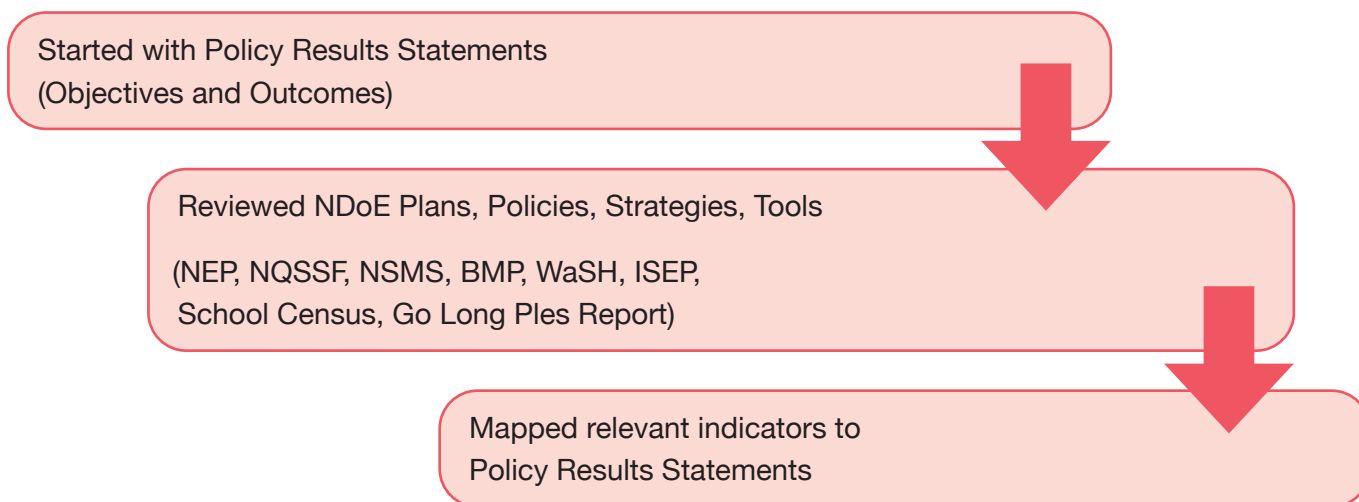 Started with Policy Results Statements
(Objectives and Outcomes)
Reviewed NDoE Plans, Policies, Strategies, Tools
(NEP, NQSSF, NSMS, BMP, WaSH, ISEP,
School Census, Go Long Ples Report)
Mapped relevant indicators to
Policy Results Statements